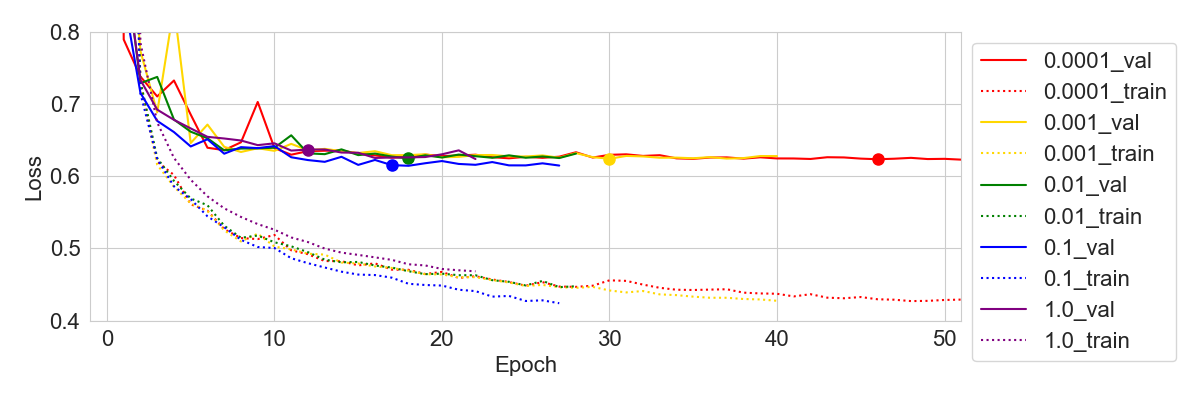 0.8
0.7
0.6
0.5
0.4
Loss
0
10
20
30
40
50
Epoch
0.0001_val
0.0001_train
0.001_val
0.001_train
0.01_val
0.01_train
0.1_val
0.1_train
1.0_val
1.0_train